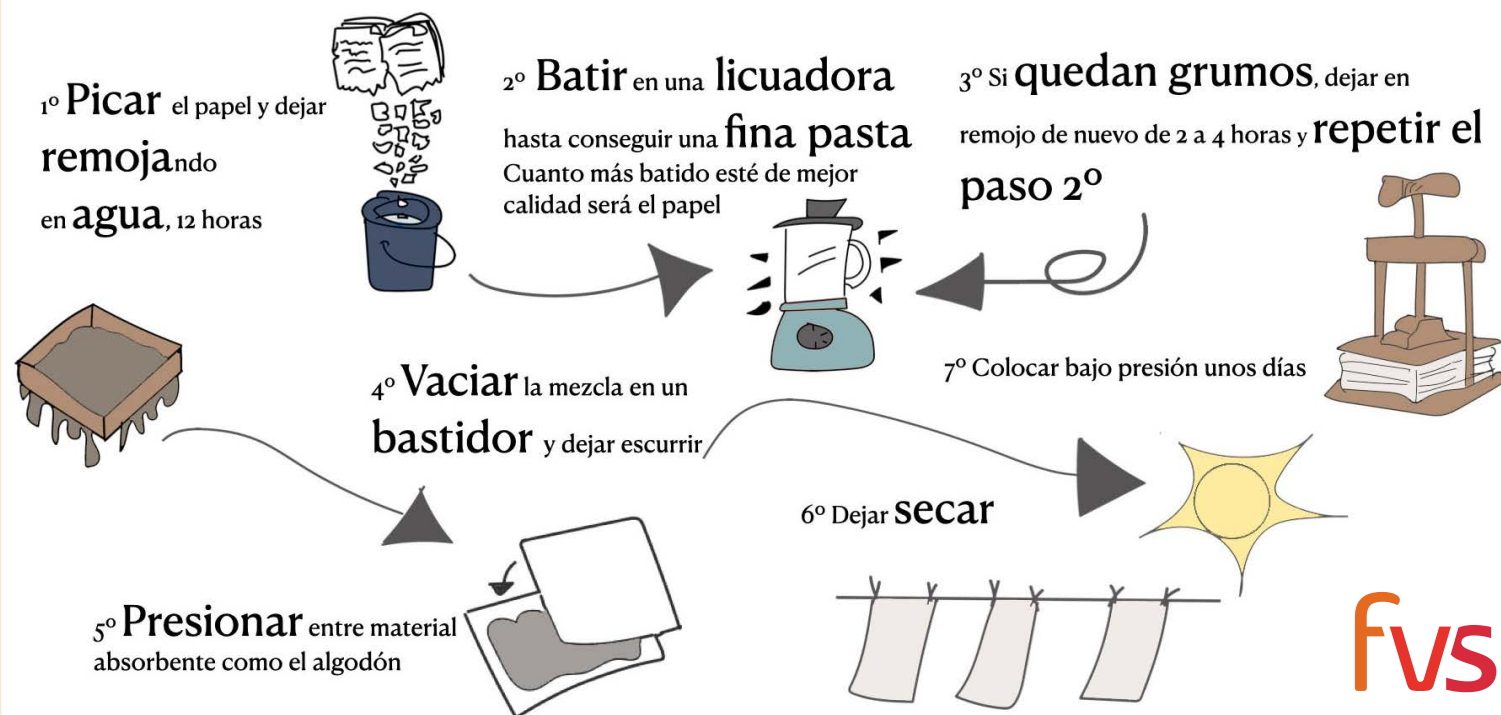 1º Picar el papel y dejar
remojando
en agua, 12 horas
2º Batir en una licuadora
hasta conseguir una fina pasta
Cuanto más batido esté de mejor
calidad será el papel
3º Si quedan grumos, dejar en
remojo de nuevo de 2 a 4 horas y repetir el
paso 2º
4º Vaciar la mezcla en un
bastidor y dejar escurrir
5º Presionar entre material
absorbente como el algodón
6º Dejar secar
7º Colocar bajo presión unos días
fvs